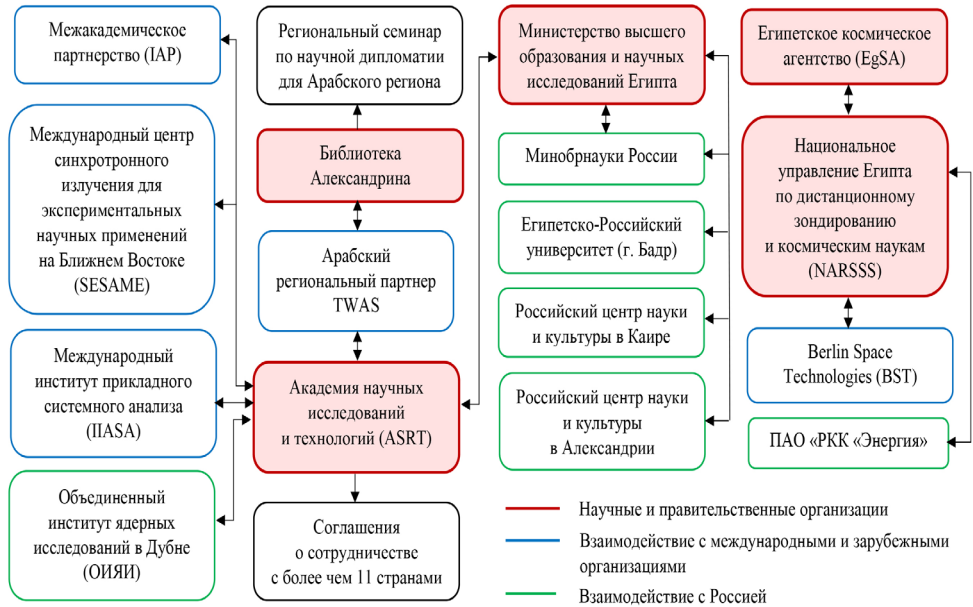 Межакадемическое
партнерство (IAP)
Международный центр
синхротронного
излучения для
экспериментальных
научных применений
на Ближнем Востоке
(SESAME)
Международный
институт прикладного
системного анализа
(IIASA)
Объединенный
институт ядерных
исследований в Дубне
(ОИЯИ)
Региональный семинар
по научной дипломатии
для Арабского региона
Библиотека
Александрина
Арабский
региональный партнер
TWAS
Академия научных
исследований
и технологий (ASRT)
Соглашения
о сотрудничестве
с более чем 11 странами
Министерство высшего
образования и научных
исследований Египта
Минобрнауки России
Египетско-Российский
университет (г. Бадр)
Российский центр науки
и культуры в Каире
Российский центр науки
и культуры
в Александрии
Египетское космическое
агентство (EgSA)
Национальное
управление Египта
по дистанционному
зондированию
и космическим наукам
(NARSSS)
Berlin Space
Technologies (BST)
ПАО «РКК «Энергия»
Научные и правительственные организации
Взаимодействие с международными и зарубежными
организациями
Взаимодействие с Россией